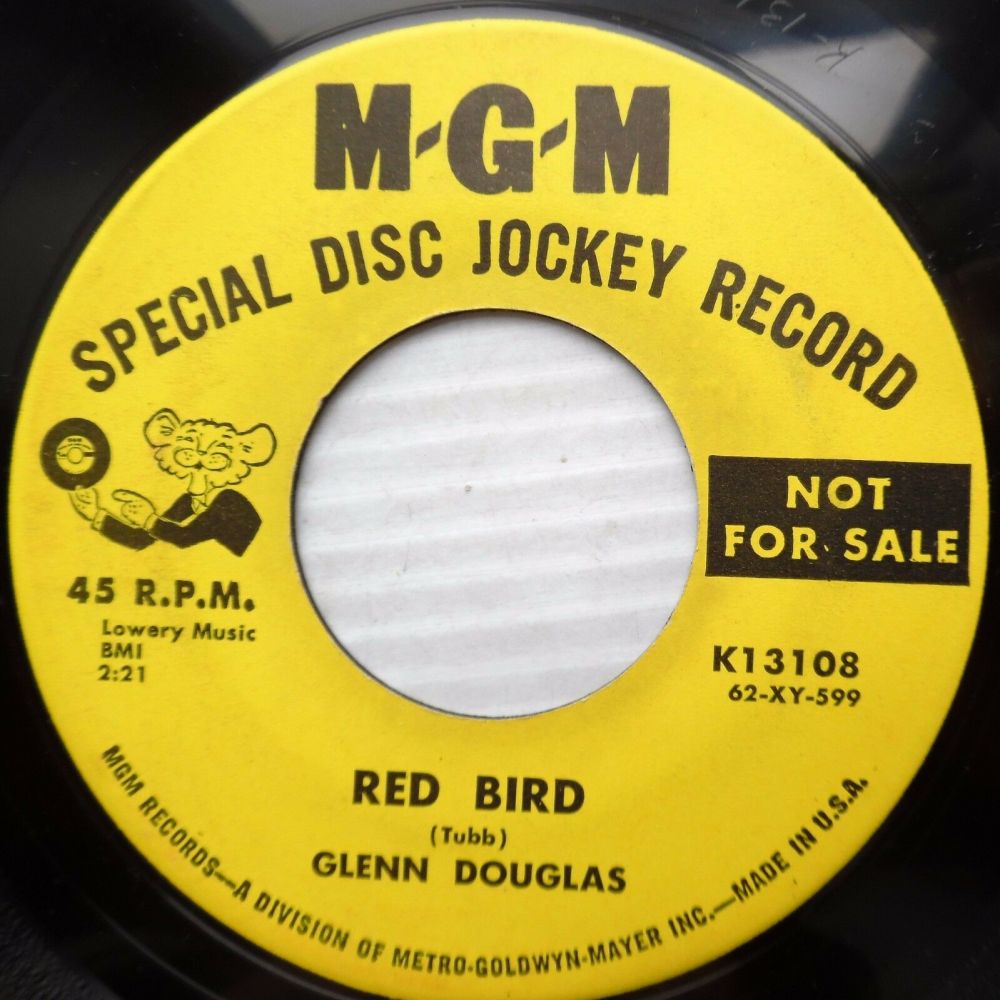 M-G-M
SPECIAL DISC JOCKEY RECORD
NOT
FOR SALE
45 R.P.M.
Lowery Music
BMI
2:21
K13108
62-XY-599
RED BIRD
(Tubb)
GLENN DOUGLAS
MGM RECORDS—A DIVISION OF METRO-GOLDWYN-MAYER INC.—MADE IN U.S.A.